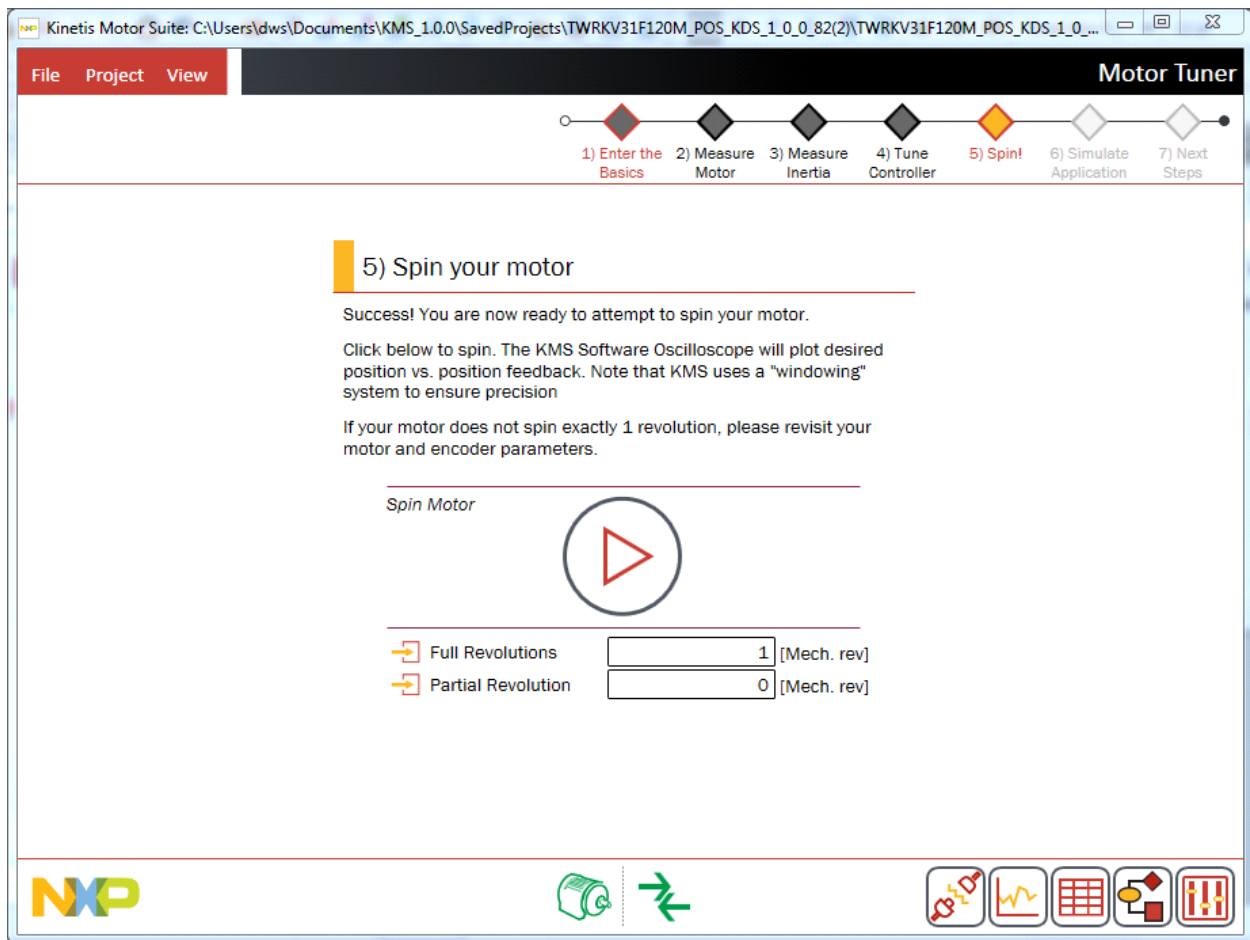 Kinetis Motor Suite: C:\Users\dws\Documents\KMS_1.0.0\SavedProjects\TWRKV31F120M_POS_KDS_1_0_0_82(2)\TWRKV31F120M_POS_KDS_1_0_...
File Project View
Motor Tuner
1) Enter the
Basics
2) Measure
Motor
3) Measure
Inertia
4) Tune
Controller
5) Spin!
6) Simulate
Application
7) Next
Steps
5) Spin your motor
Success! You are now ready to attempt to spin your motor.
Click below to spin. The KMS Software Oscilloscope will plot desired
position vs. position feedback. Note that KMS uses a "windowing"
system to ensure precision
If your motor does not spin exactly 1 revolution, please revisit your
motor and encoder parameters.
Spin Motor
Full Revolutions 1 [Mech. rev]
Partial Revolution 0 [Mech. rev]
NXP